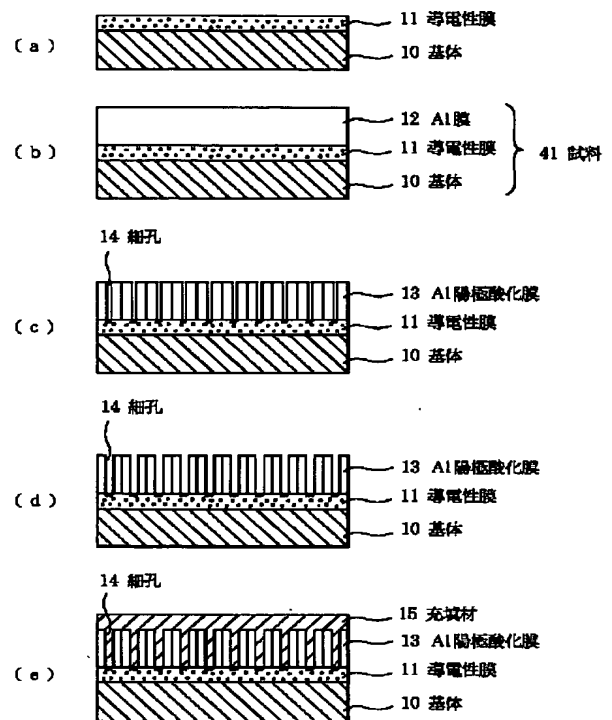 (a)
11 導電性膜
10 基体
(b)
12 Al膜
11 導電性膜
10 基体
41 試料
14 細孔
(c)
13 Al陽極酸化膜
11 導電性膜
10 基体
14 細孔
(d)
13 Al陽極酸化膜
11 導電性膜
10 基体
14 細孔
(e)
15 充填材
13 Al陽極酸化膜
11 導電性膜
10 基体